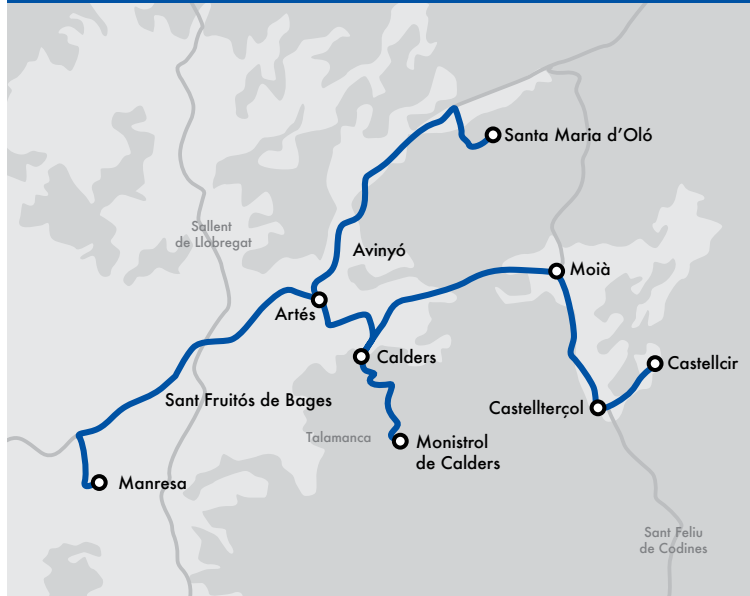 Santa Maria d’Oló
Sallent
de Llobregat
Avinyó
Moià
Artés
Calders
Castellcir
Sant Fruitós de Bages
Castellterçol
Talamanca
Monistrol
de Calders
Manresa
Sant Feliu
de Codines